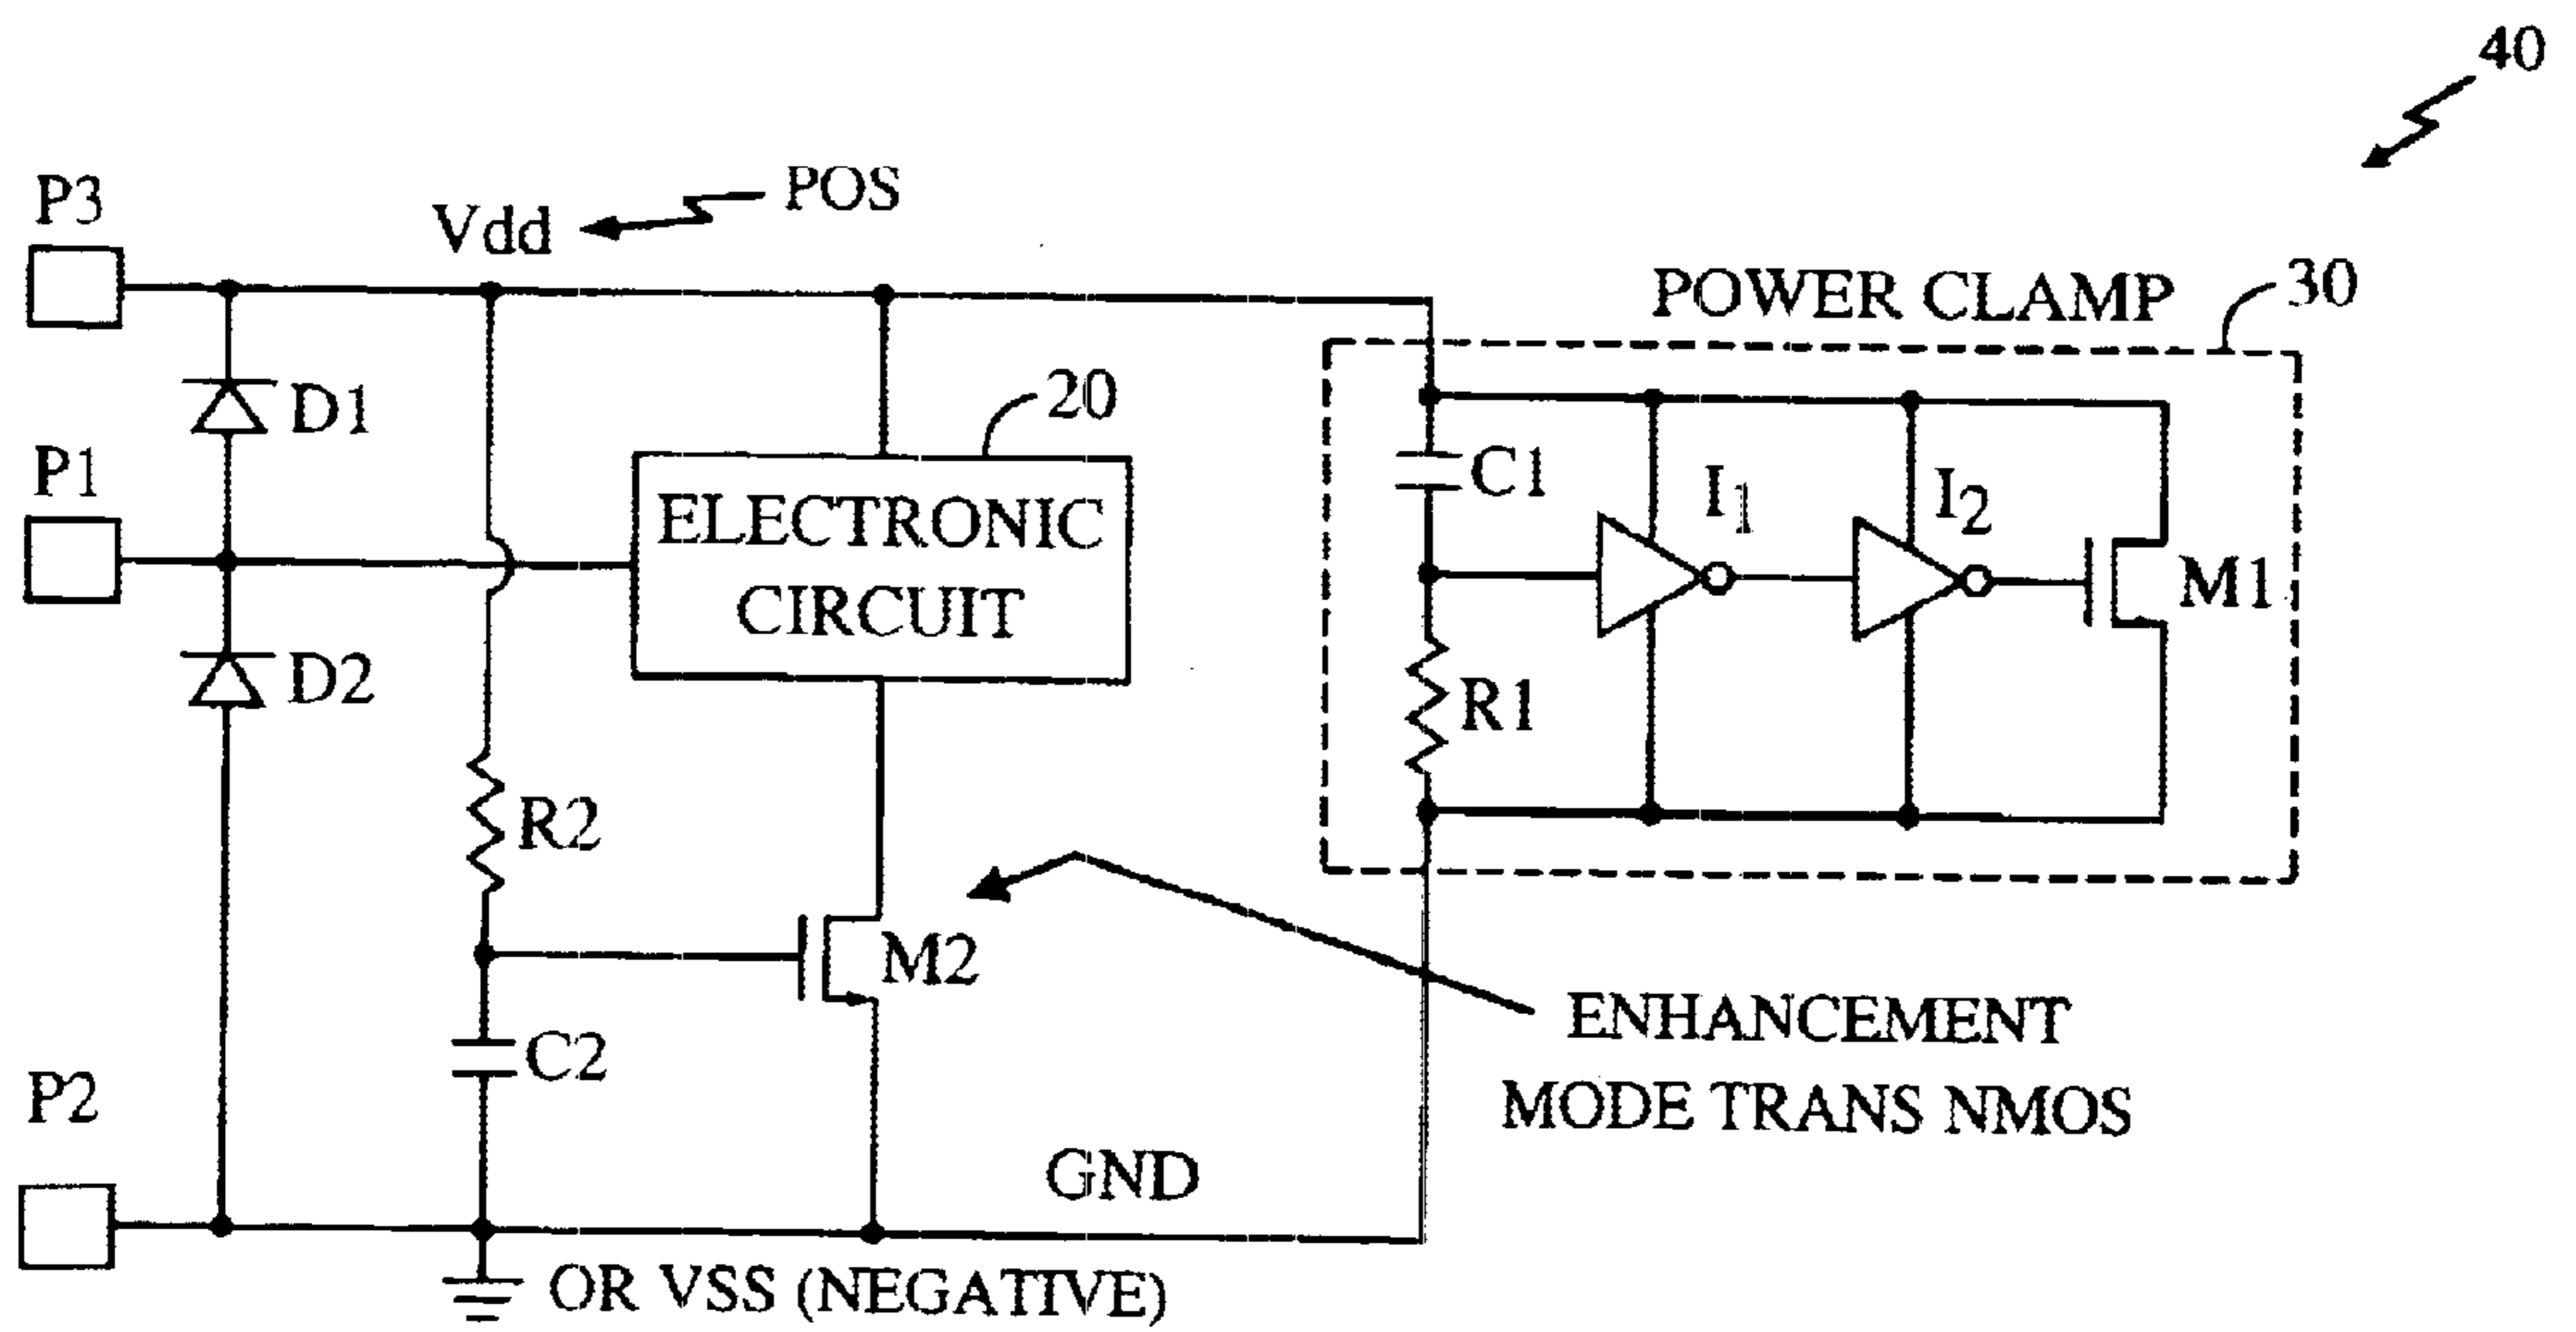 40
P3
Vdd
POS
POWER CLAMP
30
D1
20
P1
ELECTRONIC
CIRCUIT
C1
I1
I2
M1
D2
R1
R2
M2
C2
ENHANCEMENT
MODE TRANS NMOS
P2
GND
OR VSS (NEGATIVE)